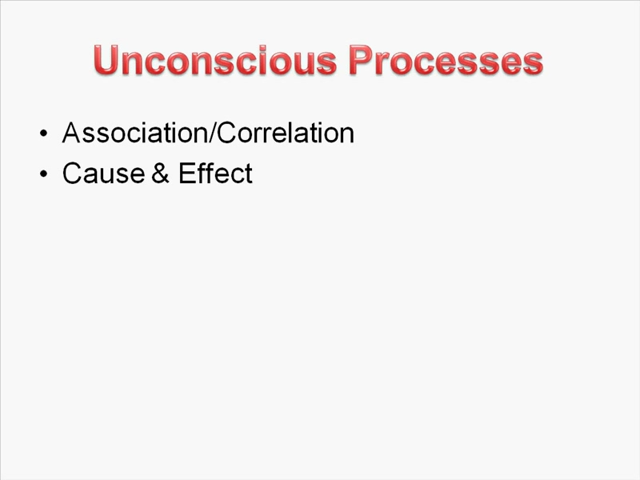 Unconscious Processes
• Association/Correlation
• Cause & Effect